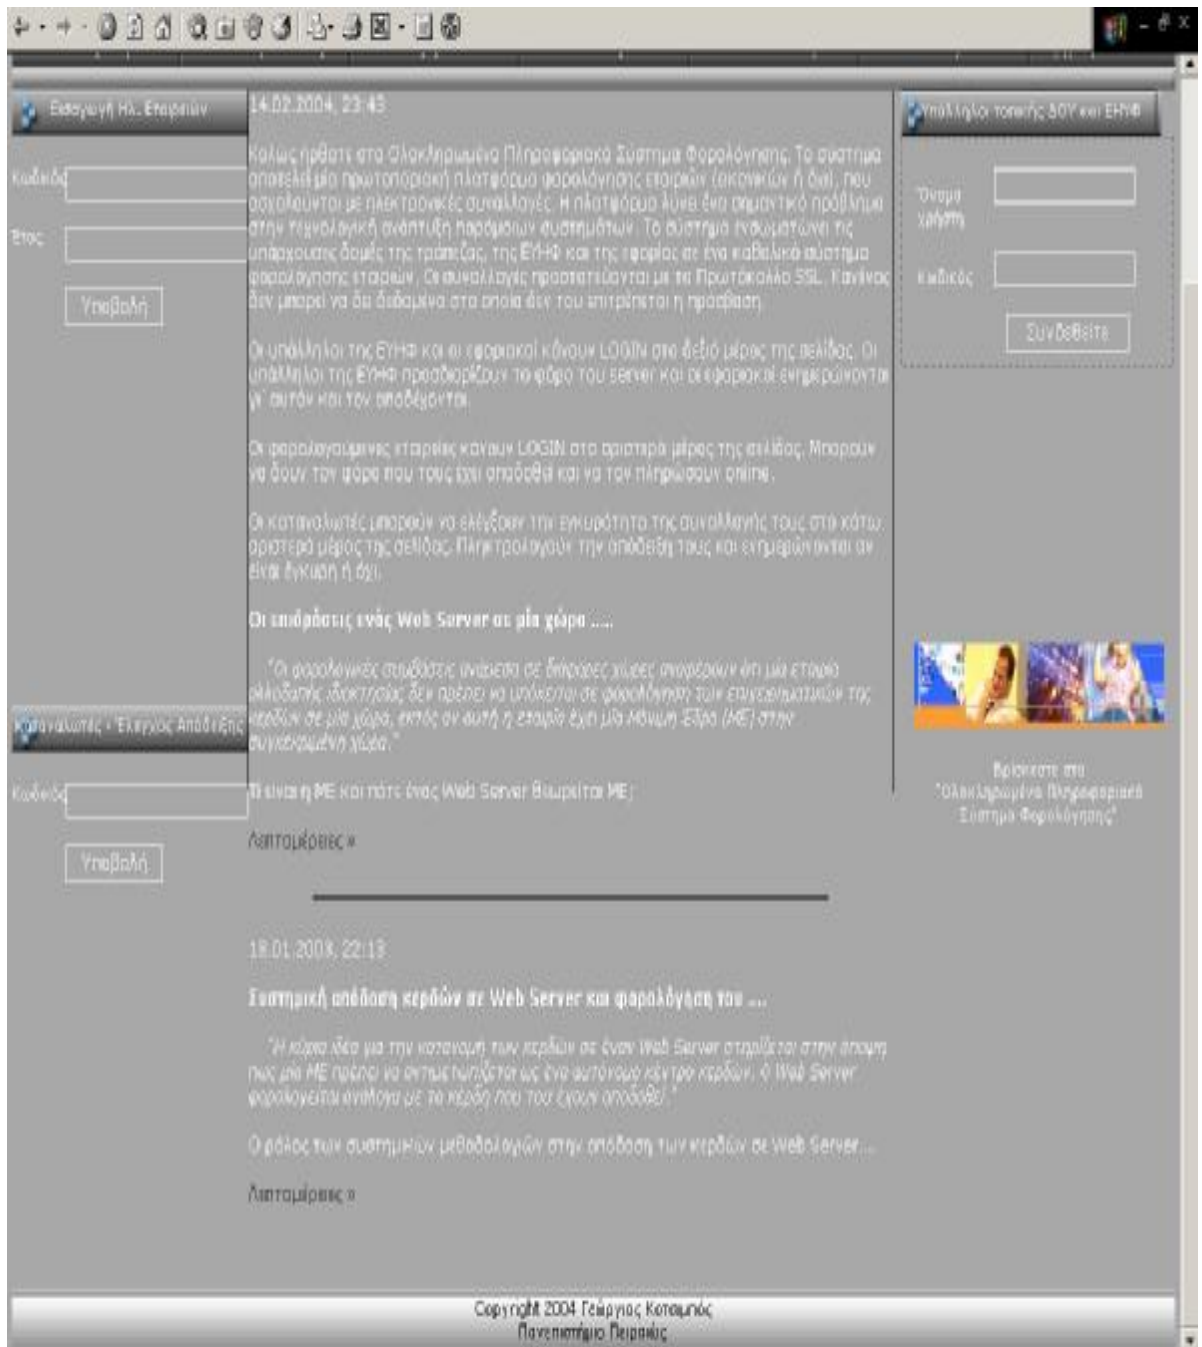 Εισαγωγή Ηλ. Εταιρειών
Κωδικός
Έτος
Υποβολή
14.02.2004, 23:43
Καλώς ήρθατε στο Ολοκληρωμένο Πληροφοριακό Σύστημα Φορολόγησης. Το σύστημα
αποτελεί μία πρωτοποριακή πλατφόρμα φορολόγησης εταιριών (εικονικών ή όχι), που
ασχολούνται με ηλεκτρονικές συναλλαγές. Η πλατφόρμα λύνει ένα σημαντικό πρόβλημα
στην τεχνολογική ανάπτυξη παρόμοιων συστημάτων. Το σύστημα ενσωματώνει τις
υπάρχουσες δομές της τράπεζας, της ΕΥΗΦ και της εφορίας σε ένα καθολικό σύστημα
φορολόγησης εταιριών. Οι συναλλαγές προστατεύονται με το Πρωτόκολλο SSL. Κανένας
δεν μπορεί να δει δεδομένα στα οποία δεν του επιτρέπεται η πρόσβαση.
Οι υπάλληλοι της ΕΥΗΦ και οι εφοριακοί κάνουν LOGIN στο δεξιό μέρος της σελίδας. Οι
υπάλληλοι της ΕΥΗΦ προσδιορίζουν το φόρο του server και οι εφοριακοί ενημερώνονται
γι' αυτόν και τον αποδέχονται.
Οι φορολογούμενες εταιρείες κάνουν LOGIN στο αριστερό μέρος της σελίδας. Μπορούν
να δουν τον φόρο που τους έχει αποδοθεί και να τον πληρώσουν online.
Οι καταναλωτές μπορούν να ελέγξουν την εγκυρότητα της συναλλαγής τους στο κάτω
αριστερό μέρος της σελίδας. Πληκτρολογούν την απόδειξη τους και ενημερώνονται αν
είναι έγκυρη ή όχι.
Οι επιδράσεις ενός Web Server σε μία χώρα .....
"Οι φορολογικές συμβάσεις ανάμεσα σε διάφορες χώρες αναφέρουν ότι μία εταιρία
αλλοδαπής ιδιοκτησίας δεν πρέπει να υπόκειται σε φορολόγηση των επιχειρηματικών της
κερδών σε μία χώρα, εκτός αν αυτή η εταιρία έχει μία Μόνιμη Έδρα (ΜΕ) στην
συγκεκριμένη χώρα."
Τι είναι η ΜΕ και πότε ένας Web Server θεωρείται ΜΕ;
Λεπτομέρειες »
Καταναλωτές - Έλεγχος Απόδειξης
Κωδικός
Υποβολή
18.01.2004, 22:13
Συστημική απόδοση κερδών σε Web Server και φορολόγηση του ....
"Η κύρια ιδέα για την κατανομή των κερδών σε έναν Web Server στηρίζεται στην άποψη
πως μία ΜΕ πρέπει να αντιμετωπίζεται ως ένα αυτόνομο κέντρο κερδών. Ο Web Server
φορολογείται ανάλογα με τα κέρδη που του έχουν αποδοθεί."
Ο ρόλος των συστημικών μεθοδολογιών στην απόδοση των κερδών σε Web Server....
Λεπτομέρειες »
Υπάλληλοι τοπικής ΔΟΥ και ΕΥΗΦ
Όνομα
χρήστη
Κωδικός
Συνδεθείτε
Βρίσκεστε στο
"Ολοκληρωμένο Πληροφοριακό
Σύστημα Φορολόγησης"
Copyright 2004 Γεώργιος Κοτσιμπός
Πανεπιστήμιο Πειραιώς